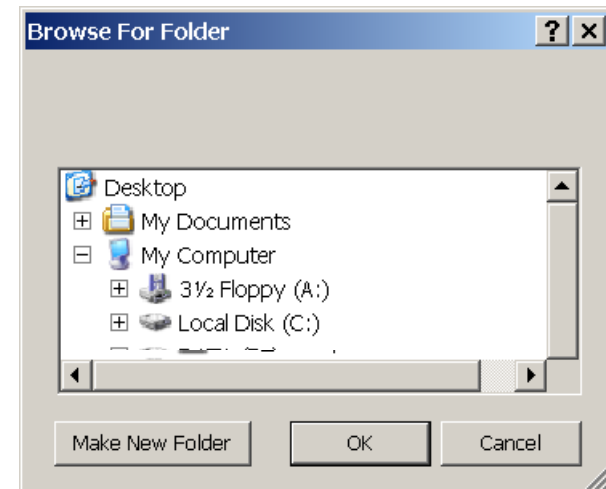 Browse For Folder
Desktop
My Documents
My Computer
3½ Floppy (A:)
Local Disk (C:)
Make New Folder OK Cancel